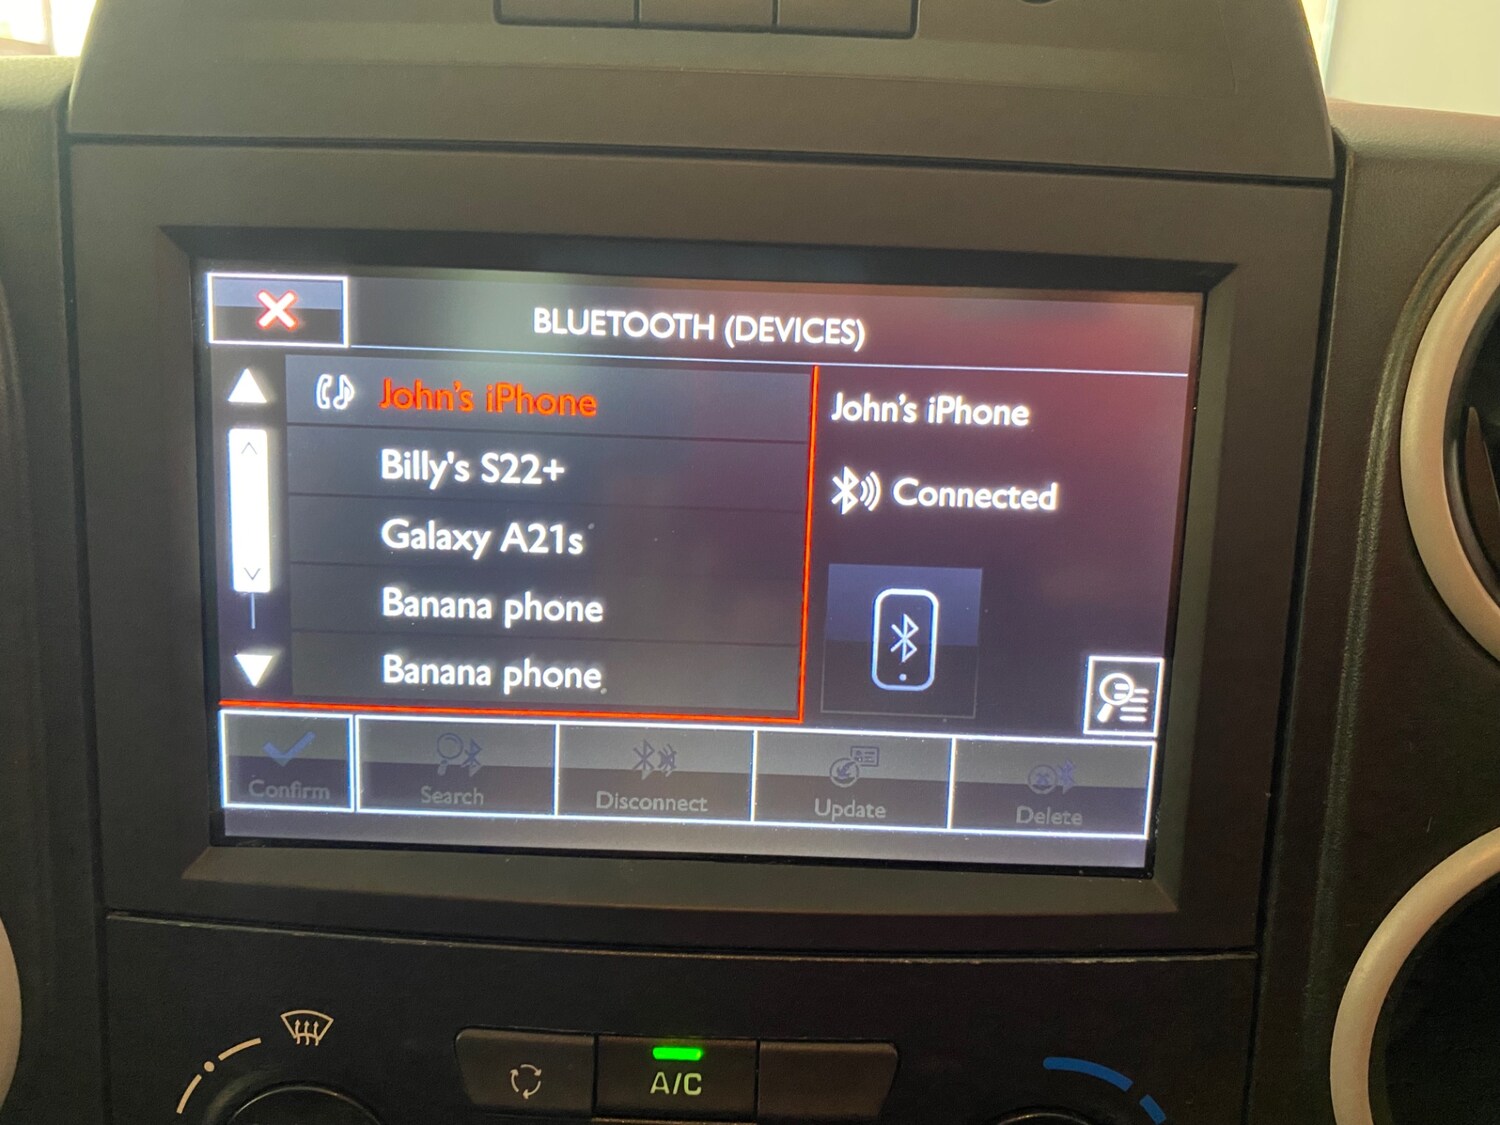 BLUETOOTH (DEVICES)
John's iPhone
Billy's S22+
Galaxy A21s
Banana phone
Banana phone
John's iPhone
Connected
Confirm
Search
Disconnect
Update
Delete
A/C